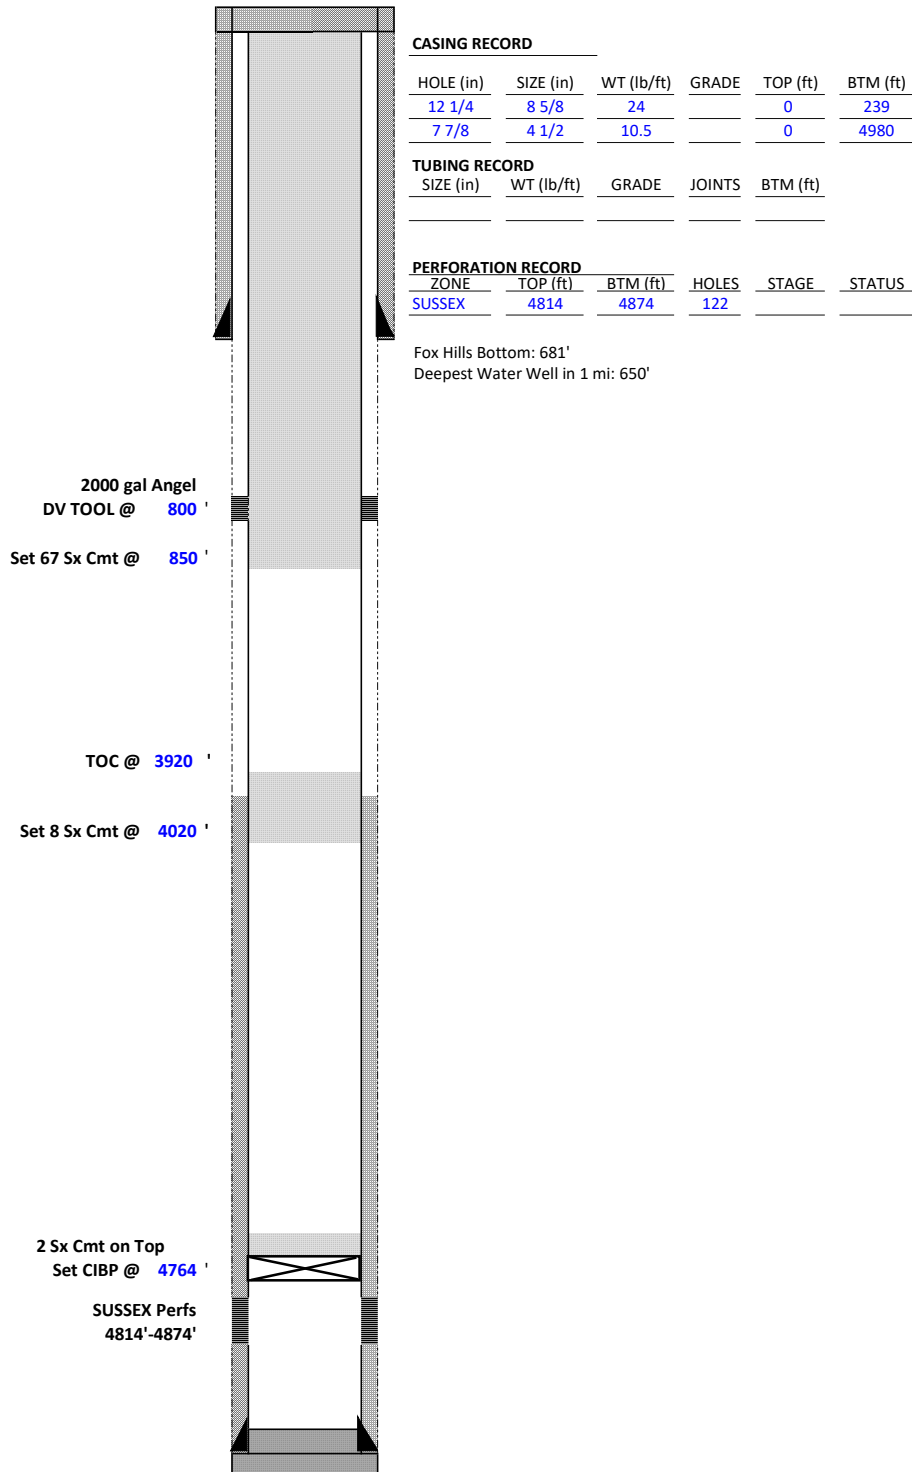 CASING RECORD
HOLE (in) SIZE (in) WT (lb/ft) GRADE TOP (ft) BTM (ft)
12 1/4 8 5/8 24 0 239
7 7/8 4 1/2 10.5 0 4980
TUBING RECORD
SIZE (in) WT (lb/ft) GRADE JOINTS BTM (ft)
PERFORATION RECORD
ZONE TOP (ft) BTM (ft) HOLES STAGE STATUS
SUSSEX 4814 4874 122
Fox Hills Bottom: 681'
Deepest Water Well in 1 mi: 650'
2000 gal Angel
DV TOOL @ 800 '
Set 67 Sx Cmt @ 850 '
TOC @ 3920 '
Set 8 Sx Cmt @ 4020 '
2 Sx Cmt on Top
Set CIBP @ 4764 '
SUSSEX Perfs
4814'-4874'